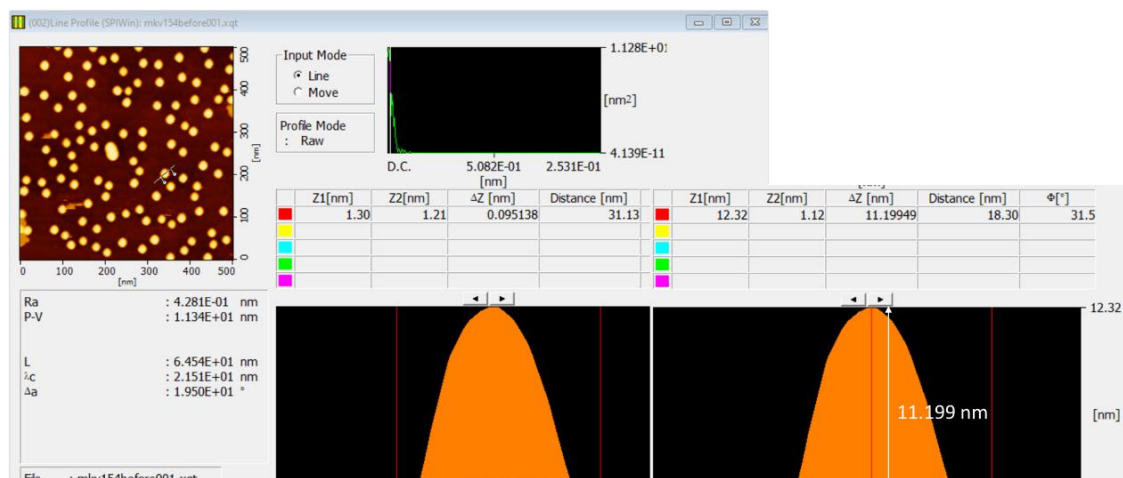 (002)Line Profile (SPIWin): mkv154before001.xqt
500
400
300
200
100
0
[nm]
0 100 200 300 400 500
[nm]
Input Mode
Line
Move
Profile Mode
: Raw
1.128E+01
[nm2]
4.139E-11
D.C. 5.082E-01 2.531E-01
[nm]
Z1[nm] Z2[nm] ΔZ [nm] Distance [nm] Z1[nm] Z2[nm] ΔZ [nm] Distance [nm] Φ[°]
1.30 1.21 0.095138 31.13 12.32 1.12 11.19949 18.30 31.5
Ra : 4.281E-01 nm
P-V : 1.134E+01 nm
L : 6.454E+01 nm
λc : 2.151E+01 nm
Δa : 1.950E+01 °
12.32
11.199 nm
[nm]
File : mkv154before001.xqt